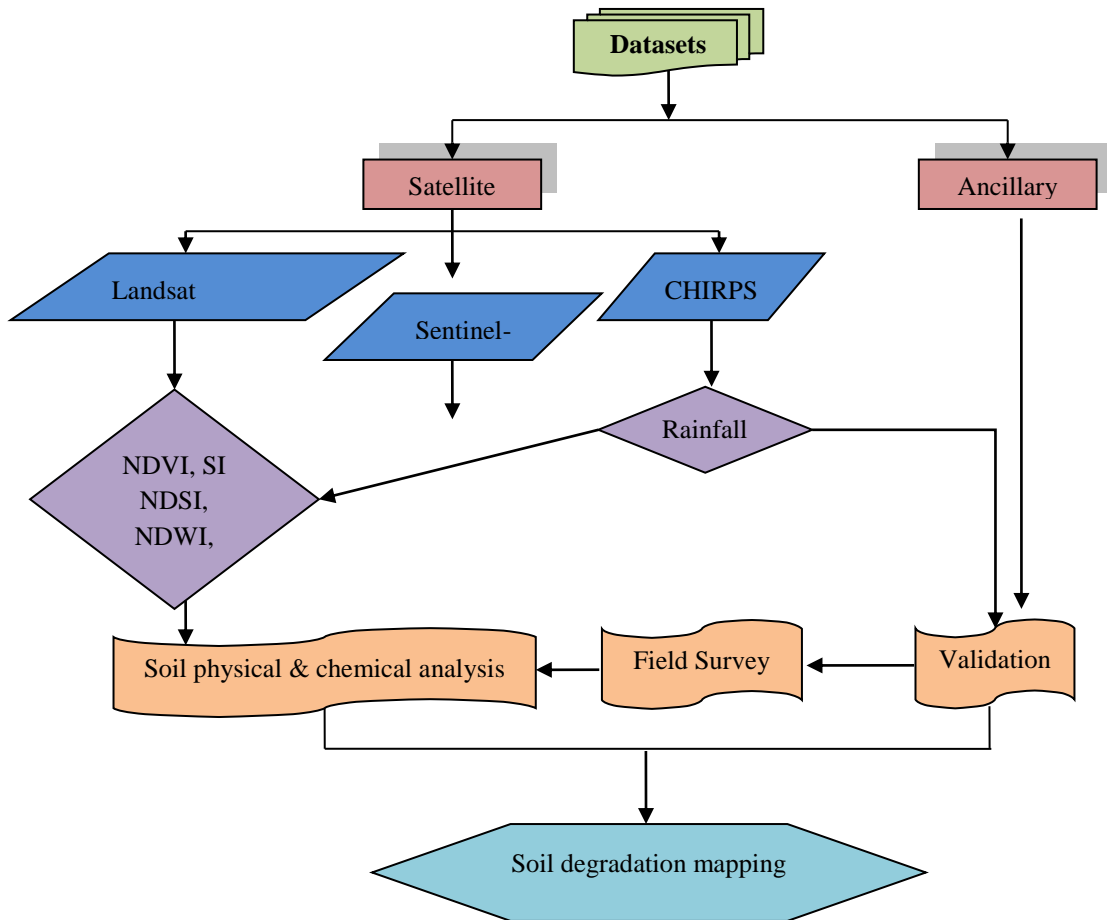 Datasets
Satellite
Ancillary
Landsat
CHIRPS
Sentinel-
Rainfall
NDVI, SI
NDSI,
NDWI,
Soil physical & chemical analysis
Field Survey
Validation
Soil degradation mapping